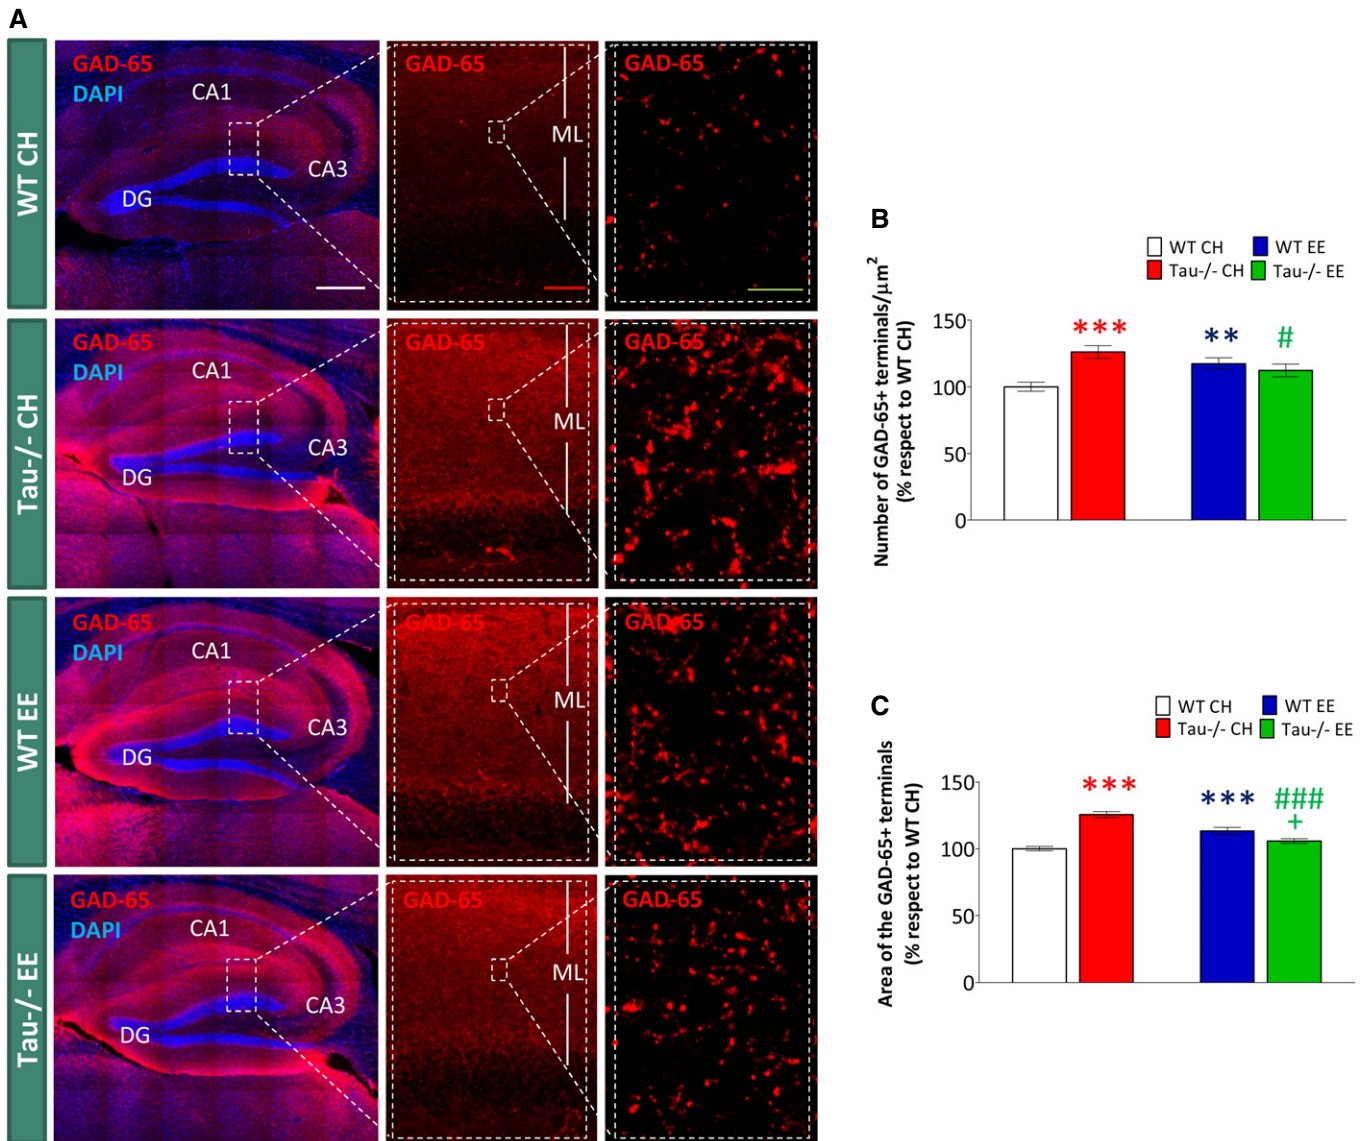 A
WT CH
GAD-65
DAPI
CA1
CA3
DG
GAD-65
ML
GAD-65
Tau-/- CH
GAD-65
DAPI
CA1
CA3
DG
GAD-65
ML
GAD-65
WT EE
GAD-65
DAPI
CA1
CA3
DG
GAD-65
ML
GAD-65
Tau-/- EE
GAD-65
DAPI
CA1
CA3
DG
GAD-65
ML
GAD-65
B
WT CH WT EE
Tau-/- CH Tau-/- EE
Number of GAD-65+ terminals/μm²
(% respect to WT CH)
150
100
50
0
*** ** #
C
WT CH WT EE
Tau-/- CH Tau-/- EE
Area of the GAD-65+ terminals
(% respect to WT CH)
150
100
50
0
*** *** ###
+